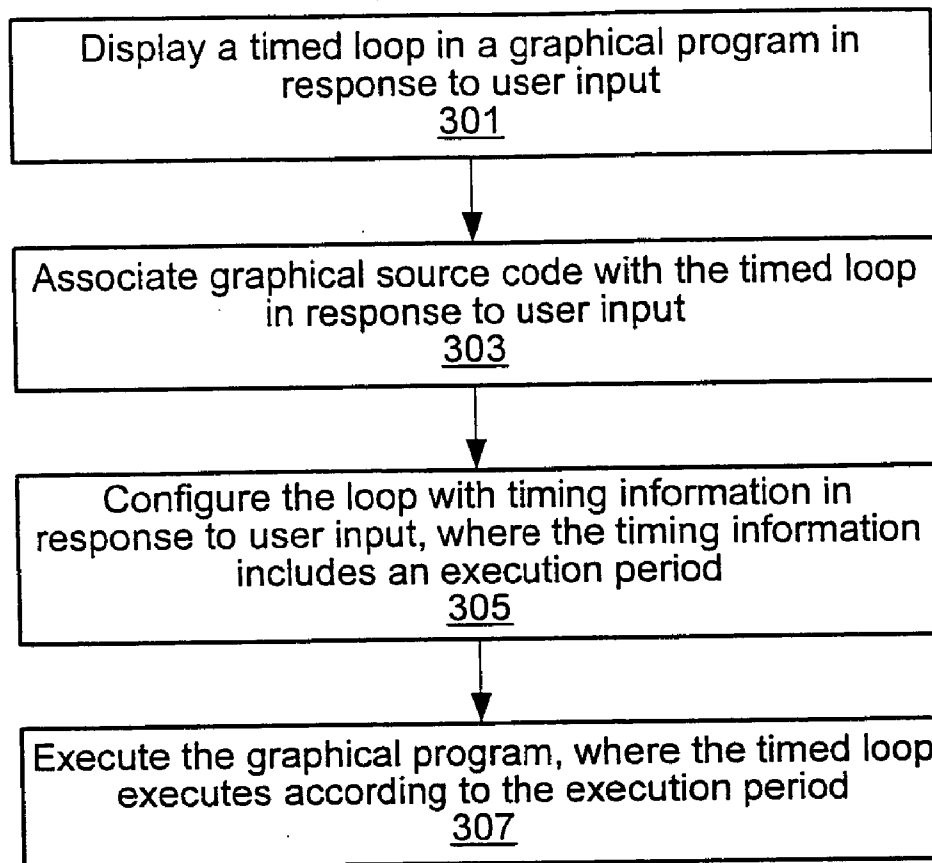 Display a timed loop in a graphical program in
response to user input
301
Associate graphical source code with the timed loop
in response to user input
303
Configure the loop with timing information in
response to user input, where the timing information
includes an execution period
305
Execute the graphical program, where the timed loop
executes according to the execution period
307